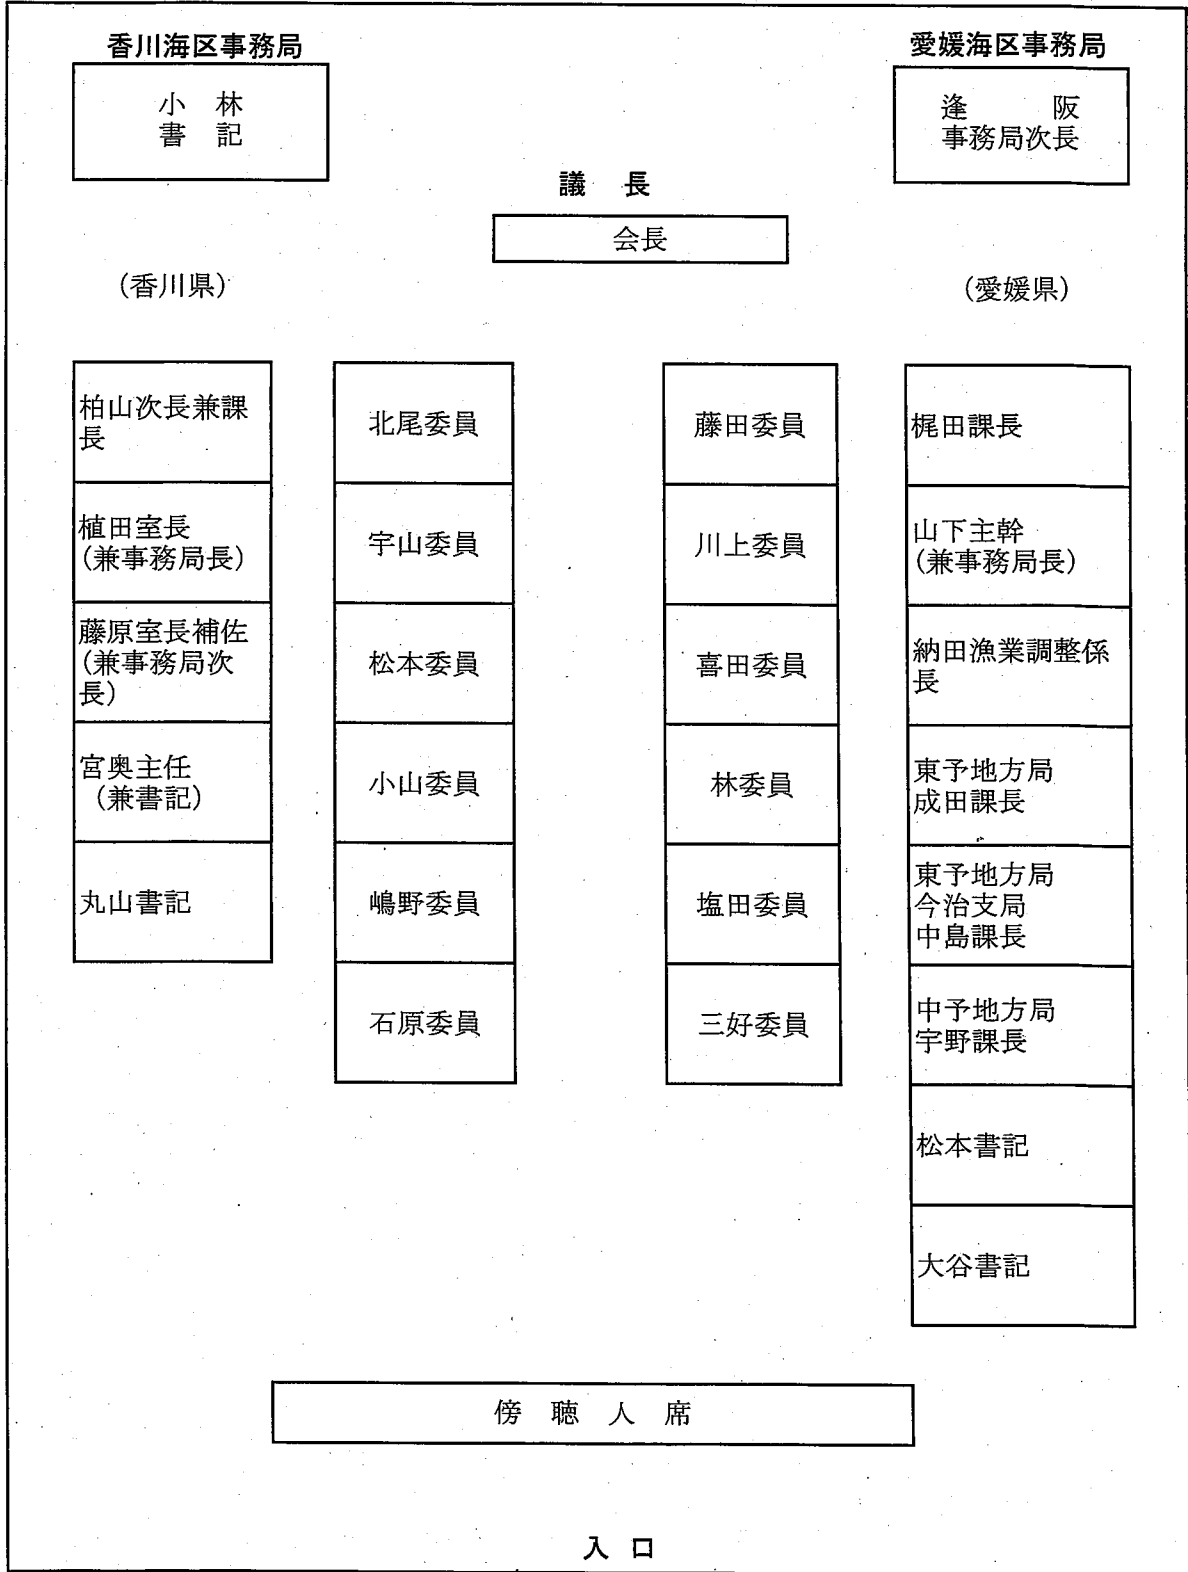 香川海区事務局
小 林
書 記
愛媛海区事務局
逢 阪
事務局次長
議 長
会長
(香川県)
(愛媛県)
柏山次長兼課
長
植田室長
(兼事務局長)
藤原室長補佐
(兼事務局次
長)
宮奥主任
(兼書記)
丸山書記
北尾委員
宇山委員
松本委員
小山委員
嶋野委員
石原委員
藤田委員
川上委員
喜田委員
林委員
塩田委員
三好委員
梶田課長
山下主幹
(兼事務局長)
納田漁業調整係
長
東予地方局
成田課長
東予地方局
今治支局
中島課長
中予地方局
宇野課長
松本書記
大谷書記
傍 聴 人 席
入 口